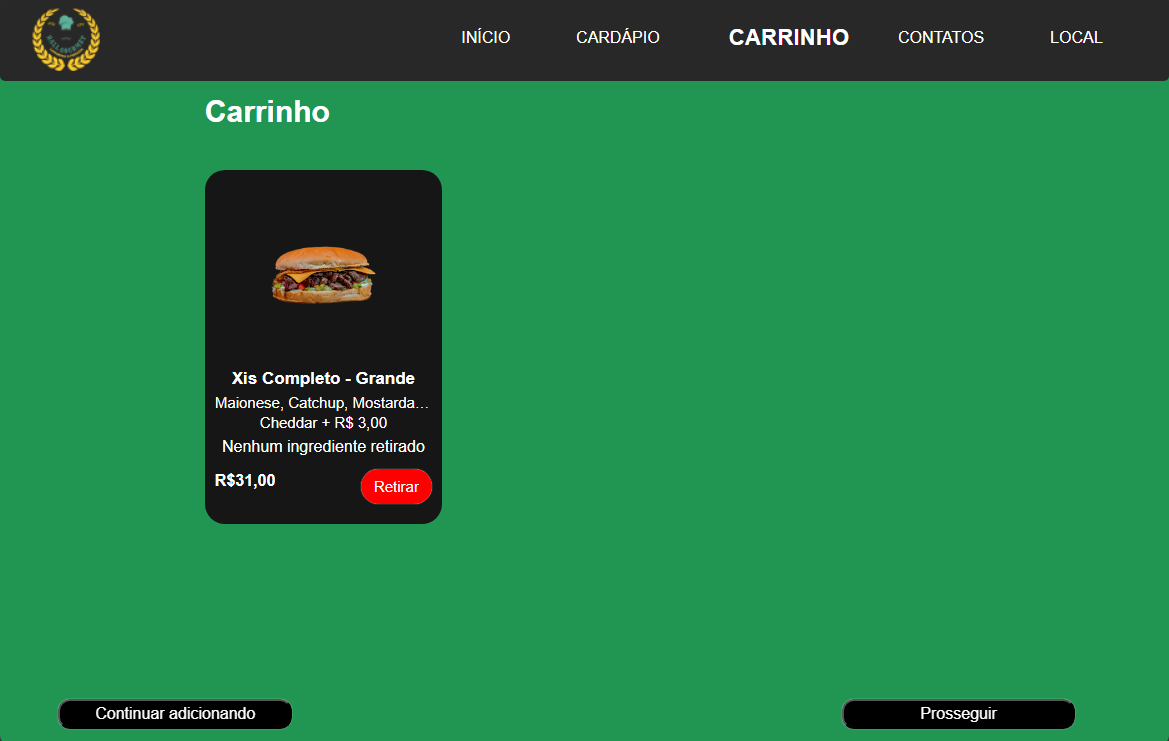 INÍCIO
CARDÁPIO
CARRINHO
CONTATOS
LOCAL
Carrinho
Xis Completo - Grande
Maionese, Catchup, Mostarda...
Cheddar + R$ 3,00
Nenhum ingrediente retirado
R$31,00
Retirar
Continuar adicionando
Prosseguir